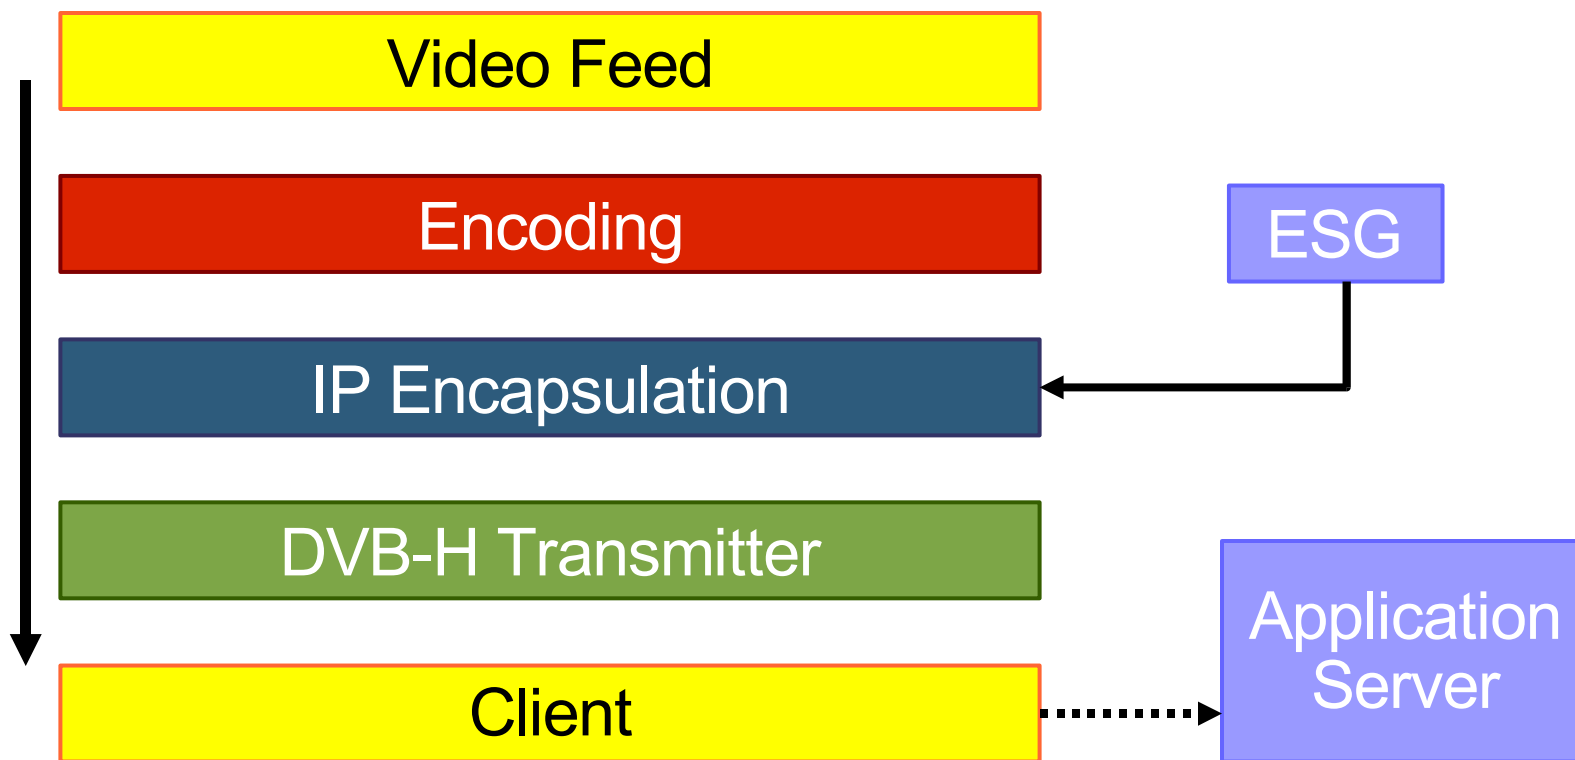 Video Feed
Encoding
ESG
IP Encapsulation
DVB-H Transmitter
Application
Server
Client